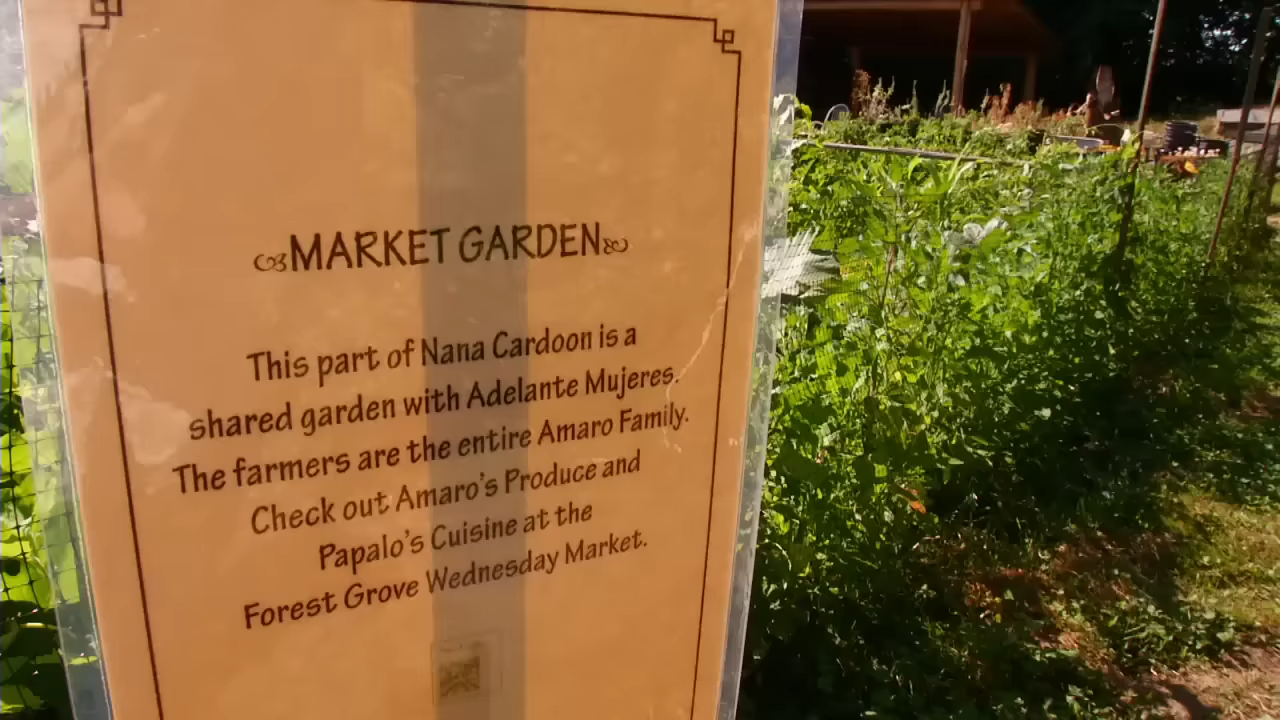 MARKET GARDEN
This part of Nana Cardoon is a
shared garden with Adelante Mujeres.
The farmers are the entire Amaro Family.
Check out Amaro's Produce and
Papalo's Cuisine at the
Forest Grove Wednesday Market.